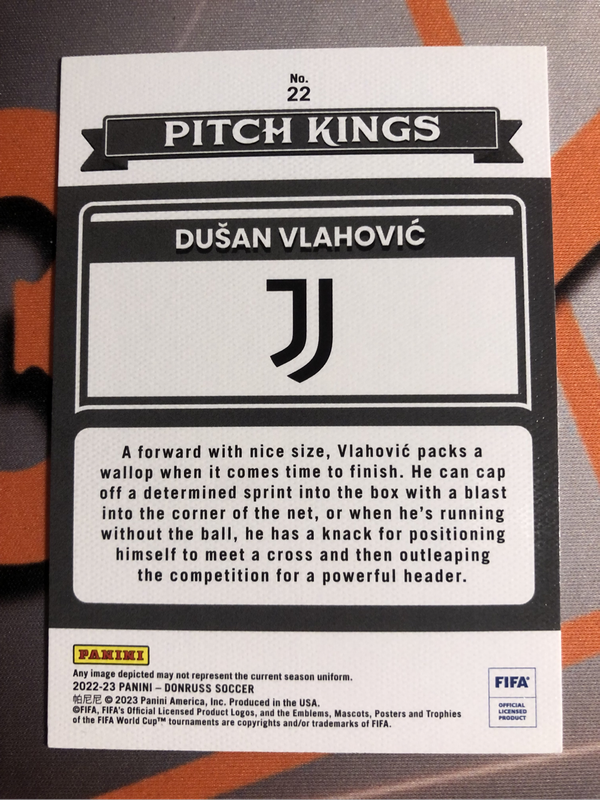 No.
22
PITCH KINGS
DUŠAN VLAHOVIĆ
A forward with nice size, Vlahović packs a
wallop when it comes time to finish. He can cap
off a determined sprint into the box with a blast
into the corner of the net, or when he's running
without the ball, he has a knack for positioning
himself to meet a cross and then outleaping
the competition for a powerful header.
PANINI
Any image depicted may not represent the current season uniform.
2022-23 PANINI – DONRUSS SOCCER
帕尼尼 © 2023 Panini America, Inc. Produced in the USA.
©FIFA, FIFA's Official Licensed Product Logos, and the Emblems, Mascots, Posters and Trophies
of the FIFA World Cup™ tournaments are copyrights and/or trademarks of FIFA.
FIFA®
OFFICIAL
LICENSED
PRODUCT